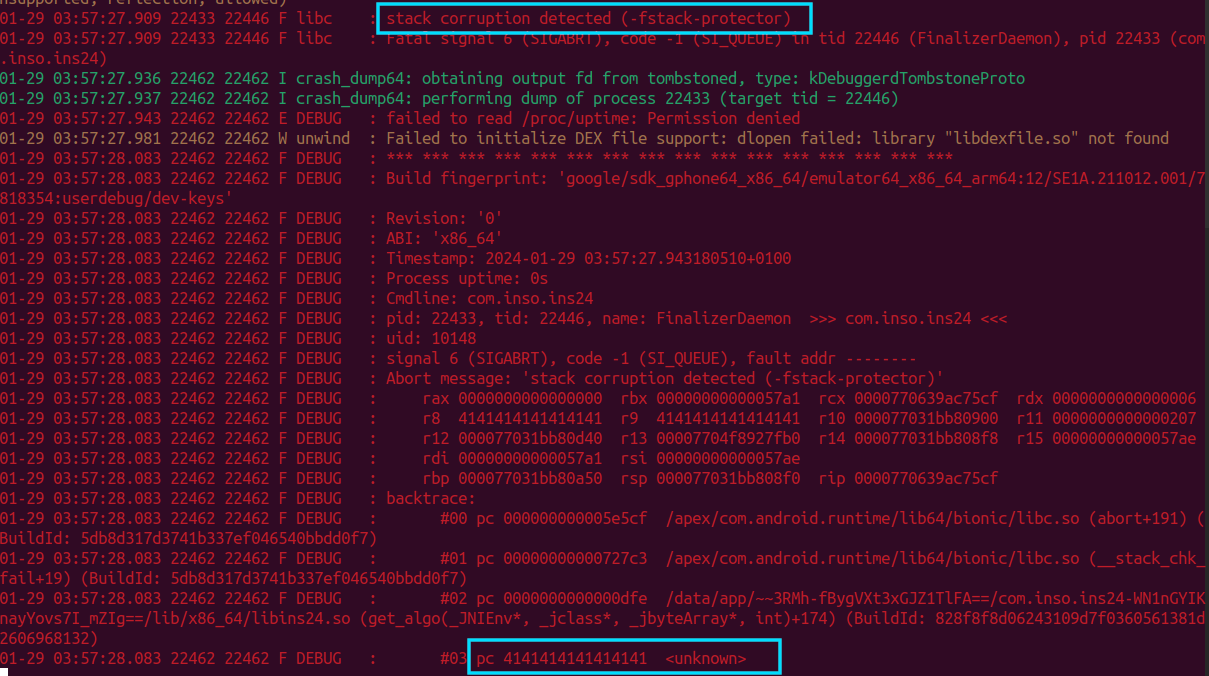 nsupported, reflection, allowed)
01-29 03:57:27.909 22433 22446 F libc    : stack corruption detected (-fstack-protector)
01-29 03:57:27.909 22433 22446 F libc    : Fatal signal 6 (SIGABRT), code -1 (SI_QUEUE) in tid 22446 (FinalizerDaemon), pid 22433 (com
.inso.ins24)
01-29 03:57:27.936 22462 22462 I crash_dump64: obtaining output fd from tombstoned, type: kDebuggerdTombstoneProto
01-29 03:57:27.937 22462 22462 I crash_dump64: performing dump of process 22433 (target tid = 22446)
01-29 03:57:27.943 22462 22462 E DEBUG   : failed to read /proc/uptime: Permission denied
01-29 03:57:27.981 22462 22462 W unwind  : Failed to initialize DEX file support: dlopen failed: library "libdexfile.so" not found
01-29 03:57:28.083 22462 22462 F DEBUG   : *** *** *** *** *** *** *** *** *** *** *** *** *** *** *** ***
01-29 03:57:28.083 22462 22462 F DEBUG   : Build fingerprint: 'google/sdk_gphone64_x86_64/emulator64_x86_64_arm64:12/SE1A.211012.001/7
818354:userdebug/dev-keys'
01-29 03:57:28.083 22462 22462 F DEBUG   : Revision: '0'
01-29 03:57:28.083 22462 22462 F DEBUG   : ABI: 'x86_64'
01-29 03:57:28.083 22462 22462 F DEBUG   : Timestamp: 2024-01-29 03:57:27.943180510+0100
01-29 03:57:28.083 22462 22462 F DEBUG   : Process uptime: 0s
01-29 03:57:28.083 22462 22462 F DEBUG   : Cmdline: com.inso.ins24
01-29 03:57:28.083 22462 22462 F DEBUG   : pid: 22433, tid: 22446, name: FinalizerDaemon  >>> com.inso.ins24 <<<
01-29 03:57:28.083 22462 22462 F DEBUG   : uid: 10148
01-29 03:57:28.083 22462 22462 F DEBUG   : signal 6 (SIGABRT), code -1 (SI_QUEUE), fault addr --------
01-29 03:57:28.083 22462 22462 F DEBUG   : Abort message: 'stack corruption detected (-fstack-protector)'
01-29 03:57:28.083 22462 22462 F DEBUG   :     rax 0000000000000000  rbx 00000000000057a1  rcx 0000770639ac75cf  rdx 0000000000000006
01-29 03:57:28.083 22462 22462 F DEBUG   :     r8  4141414141414141  r9  4141414141414141  r10 000077031bb80900  r11 0000000000000207
01-29 03:57:28.083 22462 22462 F DEBUG   :     r12 000077031bb80d40  r13 00007704f8927fb0  r14 000077031bb808f8  r15 00000000000057ae
01-29 03:57:28.083 22462 22462 F DEBUG   :     rdi 00000000000057a1  rsi 00000000000057ae
01-29 03:57:28.083 22462 22462 F DEBUG   :     rbp 000077031bb80a50  rsp 000077031bb808f0  rip 0000770639ac75cf
01-29 03:57:28.083 22462 22462 F DEBUG   : backtrace:
01-29 03:57:28.083 22462 22462 F DEBUG   :       #00 pc 000000000005e5cf  /apex/com.android.runtime/lib64/bionic/libc.so (abort+191) (
BuildId: 5db8d317d3741b337ef046540bbdd0f7)
01-29 03:57:28.083 22462 22462 F DEBUG   :       #01 pc 00000000000727c3  /apex/com.android.runtime/lib64/bionic/libc.so (__stack_chk_
fail+19) (BuildId: 5db8d317d3741b337ef046540bbdd0f7)
01-29 03:57:28.083 22462 22462 F DEBUG   :       #02 pc 0000000000000dfe  /data/app/~~3RMh-fBygVXt3xGJZ1TlFA==/com.inso.ins24-WN1nGYIK
nayYovs7I_mZIg==/lib/x86_64/libins24.so (get_algo(_JNIEnv*, _jclass*, _jbyteArray*, int)+174) (BuildId: 828f8f8d06243109d7f0360561381d
2606968132)
01-29 03:57:28.083 22462 22462 F DEBUG   :       #03 pc 4141414141414141  <unknown>